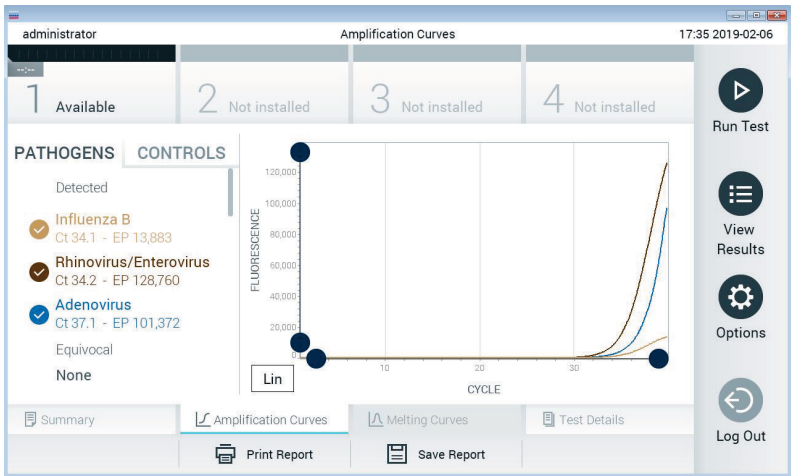 administrator
Amplification Curves
17:35 2019-02-06
--:--
1 Available
2 Not installed
3 Not installed
4 Not installed
Run Test
View
Results
Options
Log Out
PATHOGENS
CONTROLS
Detected
Influenza B
Ct 34.1 - EP 13,883
Rhinovirus/Enterovirus
Ct 34.2 - EP 128,760
Adenovirus
Ct 37.1 - EP 101,372
Equivocal
None
FLUORESCENCE
120,000
100,000
80,000
60,000
40,000
20,000
0
10
20
30
CYCLE
Lin
Summary
Amplification Curves
Melting Curves
Test Details
Print Report
Save Report